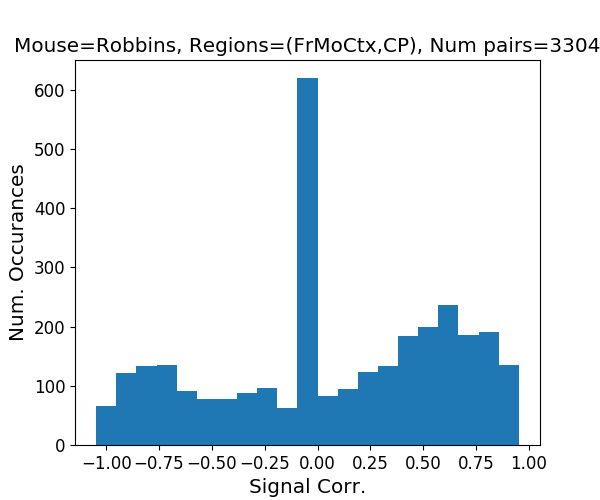 Mouse=Robbins, Regions=(FrMoCtx,CP), Num pairs=3304
600
500
400
300
200
100
0
Num. Occurances
−1.00 −0.75 −0.50 −0.25 0.00 0.25 0.50 0.75 1.00
Signal Corr.